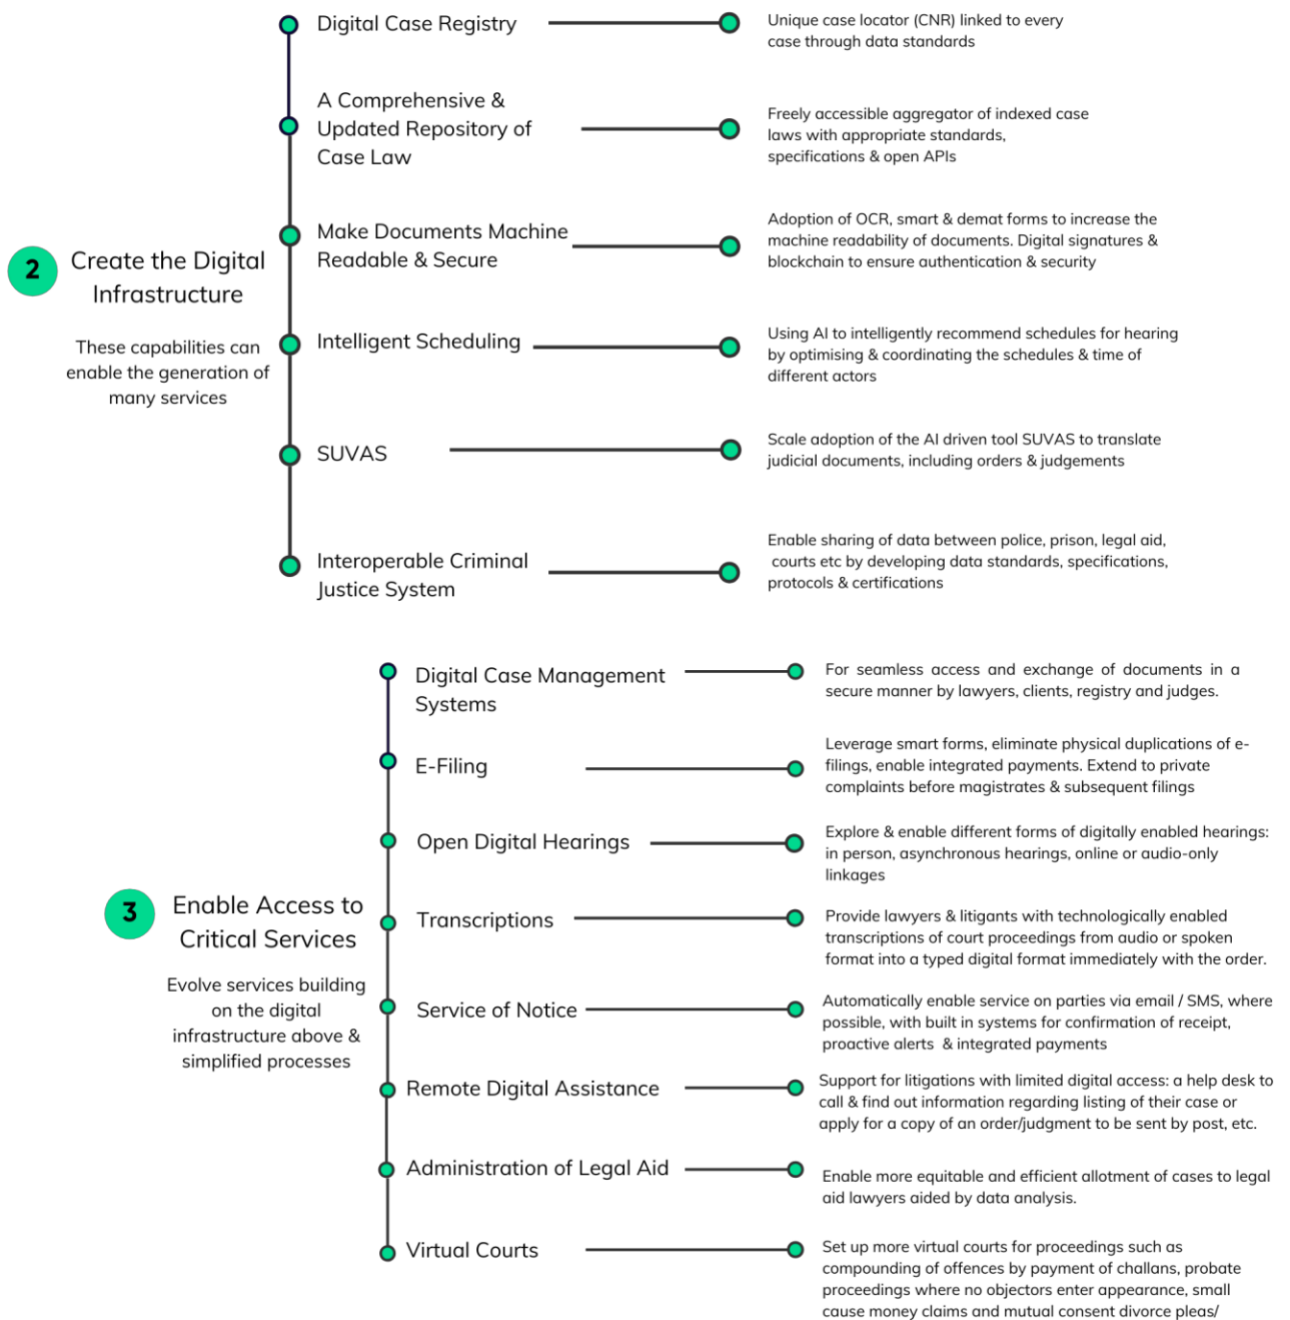 Digital Case Registry
Unique case locator (CNR) linked to every
case through data standards
A Comprehensive &
Updated Repository of
Case Law
Freely accessible aggregator of indexed case
laws with appropriate standards,
specifications & open APIs
2
Create the Digital
Infrastructure
These capabilities can
enable the generation of
many services
Make Documents Machine
Readable & Secure
Adoption of OCR, smart & demat forms to increase the
machine readability of documents. Digital signatures &
blockchain to ensure authentication & security
Intelligent Scheduling
Using AI to intelligently recommend schedules for hearing
by optimising & coordinating the schedules & time of
different actors
SUVAS
Scale adoption of the AI driven tool SUVAS to translate
judicial documents, including orders & judgements
Interoperable Criminal
Justice System
Enable sharing of data between police, prison, legal aid,
courts etc by developing data standards, specifications,
protocols & certifications
Digital Case Management
Systems
For seamless access and exchange of documents in a
secure manner by lawyers, clients, registry and judges.
E-Filing
Leverage smart forms, eliminate physical duplications of e-
filings, enable integrated payments. Extend to private
complaints before magistrates & subsequent filings
Open Digital Hearings
Explore & enable different forms of digitally enabled hearings:
in person, asynchronous hearings, online or audio-only
linkages
3
Enable Access to
Critical Services
Evolve services building
on the digital
infrastructure above &
simplified processes
Transcriptions
Provide lawyers & litigants with technologically enabled
transcriptions of court proceedings from audio or spoken
format into a typed digital format immediately with the order.
Service of Notice
Automatically enable service on parties via email / SMS, where
possible, with built in systems for confirmation of receipt,
proactive alerts & integrated payments
Remote Digital Assistance
Support for litigations with limited digital access: a help desk to
call & find out information regarding listing of their case or
apply for a copy of an order/judgment to be sent by post, etc.
Administration of Legal Aid
Enable more equitable and efficient allotment of cases to legal
aid lawyers aided by data analysis.
Virtual Courts
Set up more virtual courts for proceedings such as
compounding of offences by payment of challans, probate
proceedings where no objectors enter appearance, small
cause money claims and mutual consent divorce pleas/